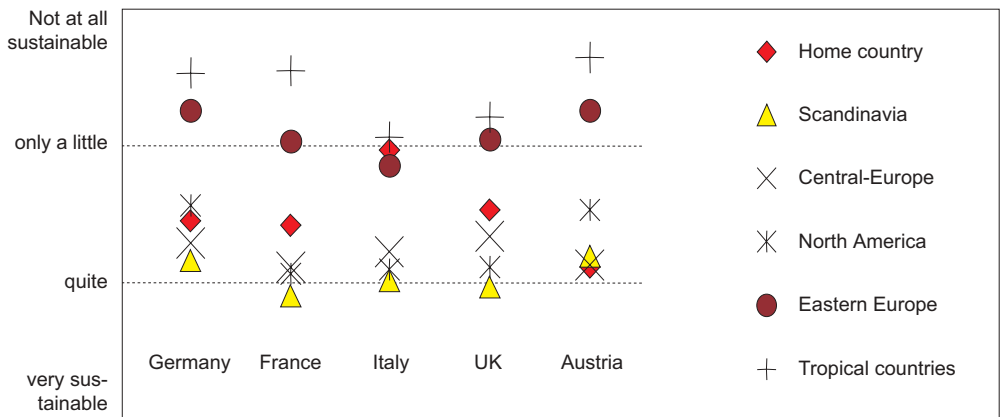 Not at all
sustainable
only a little
quite
very sus-
tainable
Germany
France
Italy
UK
Austria
Home country
Scandinavia
Central-Europe
North America
Eastern Europe
Tropical countries